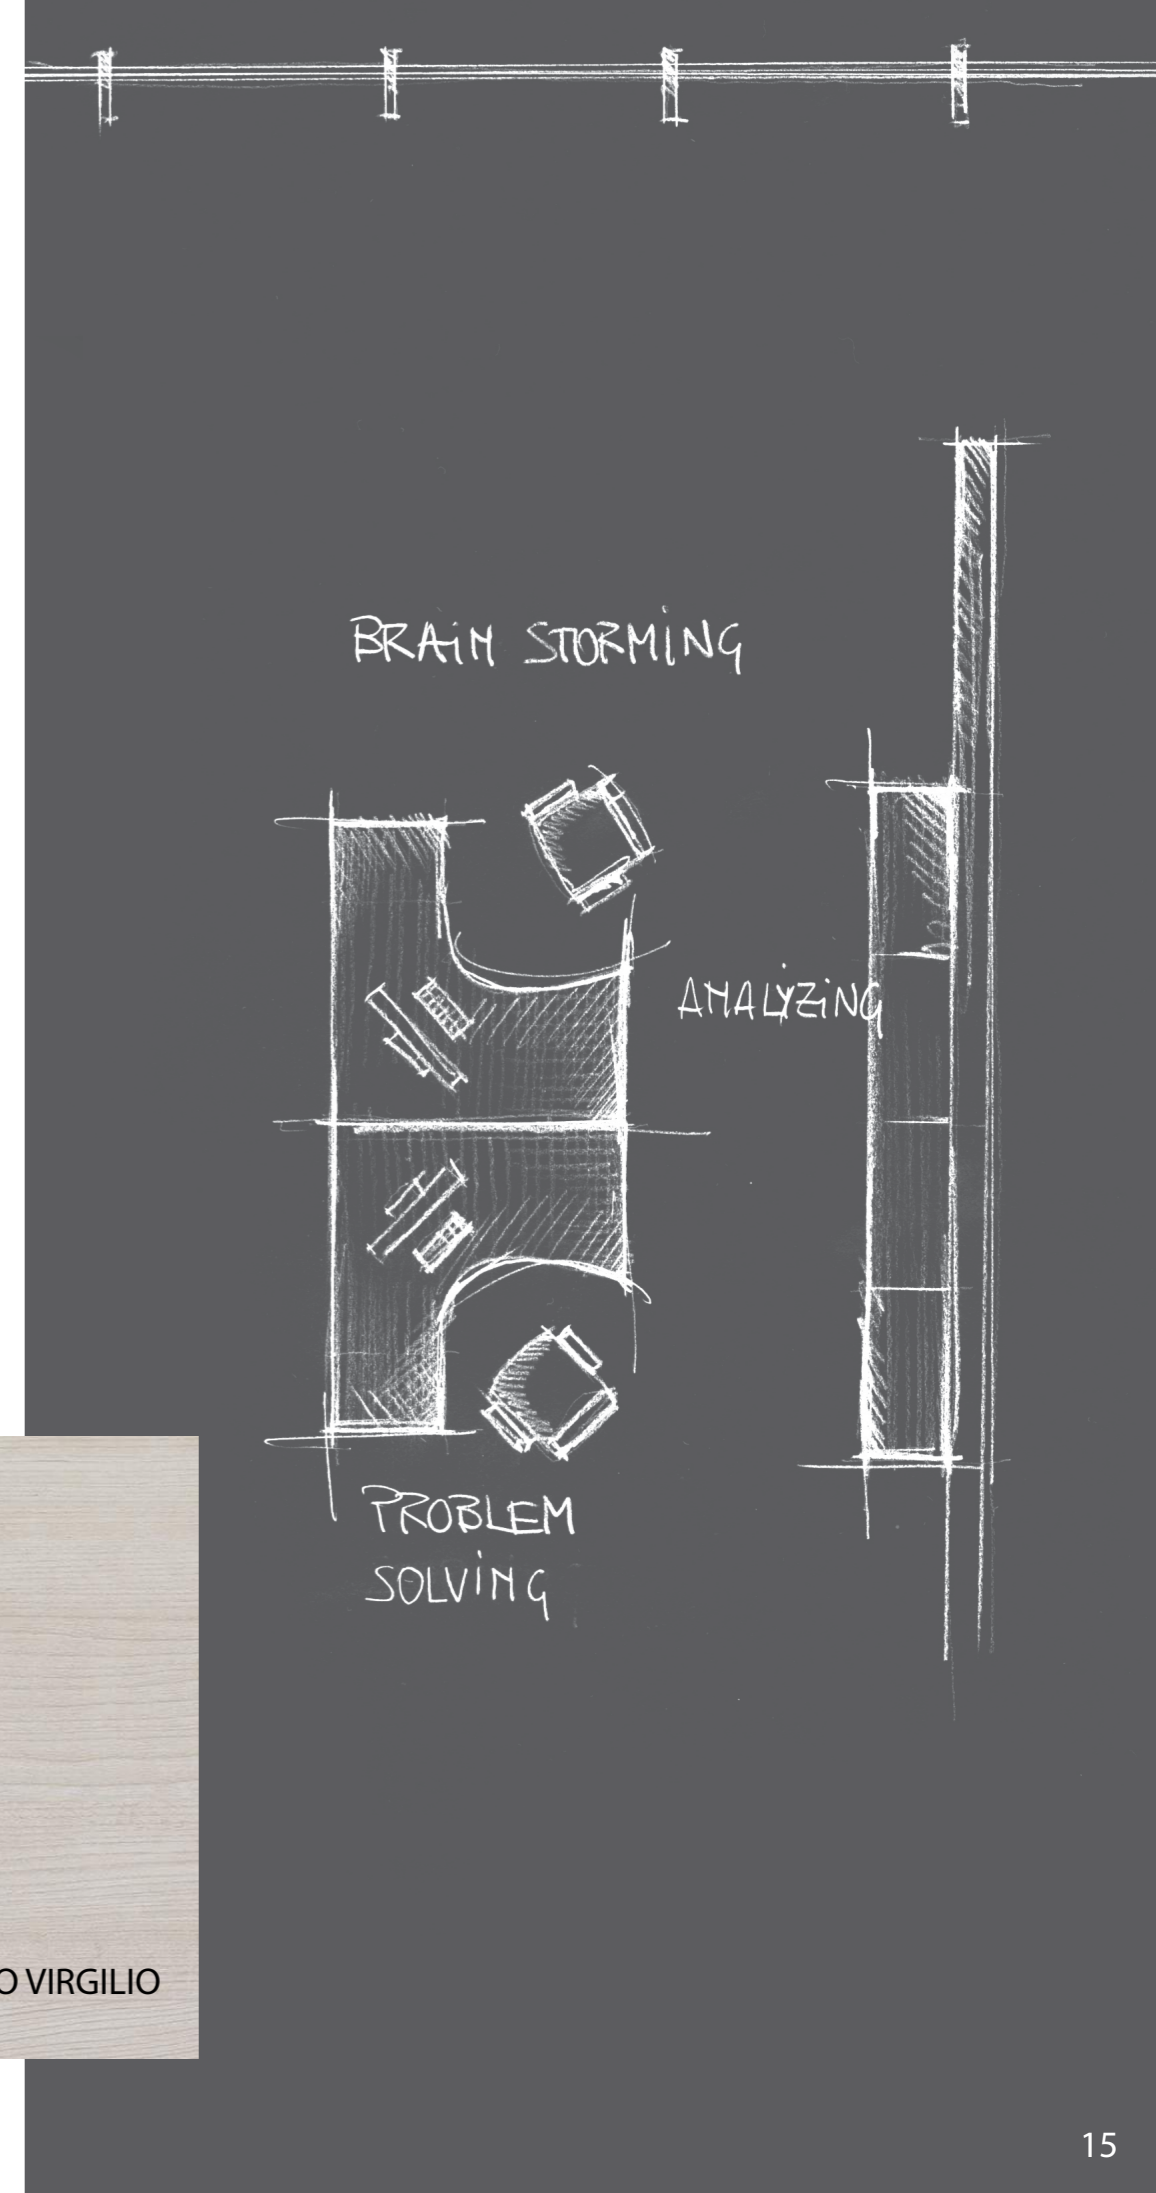 BRAIN STORMING
ANALYZING
PROBLEM
SOLVING
O VIRGILIO
15